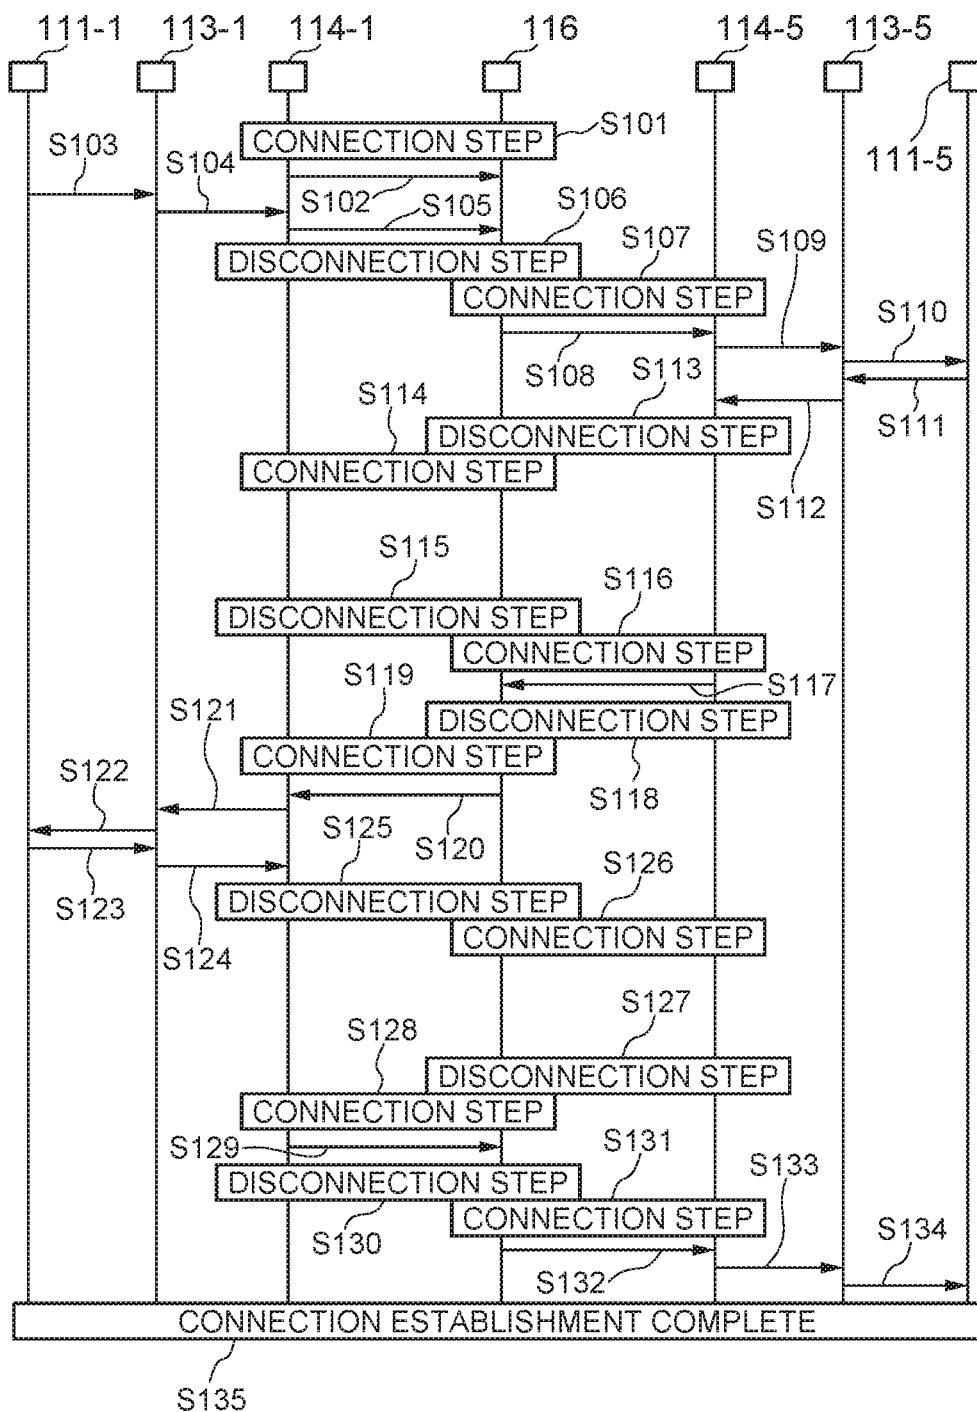 111-1 113-1 114-1 116 114-5 113-5
111-5
CONNECTION STEP S101
S103
S104
S102
S105
S106
DISCONNECTION STEP
S107
CONNECTION STEP
S109
S110
S108
S113
S111
S114
DISCONNECTION STEP
CONNECTION STEP
S112
S115
DISCONNECTION STEP
S116
CONNECTION STEP
S117
S119
DISCONNECTION STEP
S121
CONNECTION STEP
S118
S122
S120
S125
S123
S126
DISCONNECTION STEP
CONNECTION STEP
S124
S127
S128
DISCONNECTION STEP
CONNECTION STEP
S129
S131
S133
DISCONNECTION STEP
CONNECTION STEP
S130
S132
S134
CONNECTION ESTABLISHMENT COMPLETE
S135